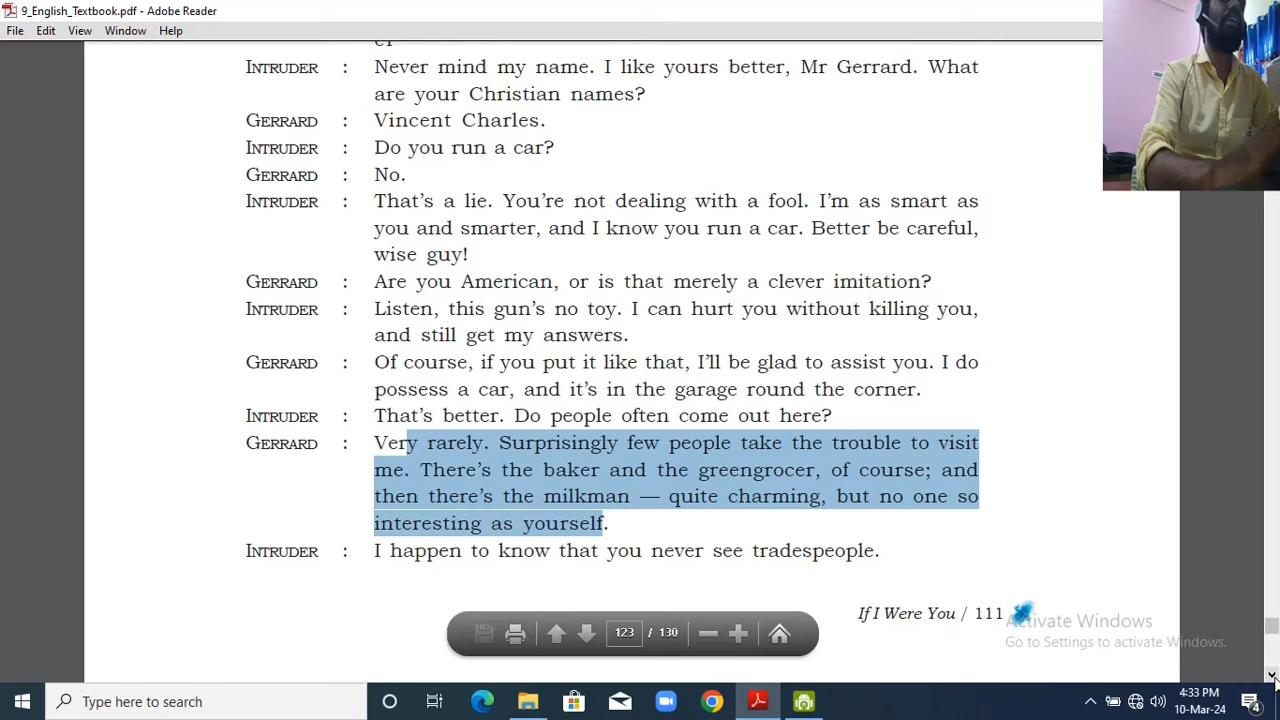 9_English_Textbook.pdf - Adobe Reader
File Edit View Window Help
INTRUDER : Never mind my name. I like yours better, Mr Gerrard. What
are your Christian names?
GERRARD : Vincent Charles.
INTRUDER : Do you run a car?
GERRARD : No.
INTRUDER : That's a lie. You're not dealing with a fool. I'm as smart as
you and smarter, and I know you run a car. Better be careful,
wise guy!
GERRARD : Are you American, or is that merely a clever imitation?
INTRUDER : Listen, this gun's no toy. I can hurt you without killing you,
and still get my answers.
GERRARD : Of course, if you put it like that, I'll be glad to assist you. I do
possess a car, and it's in the garage round the corner.
INTRUDER : That's better. Do people often come out here?
GERRARD : Very rarely. Surprisingly few people take the trouble to visit
me. There's the baker and the greengrocer, of course; and
then there's the milkman — quite charming, but no one so
interesting as yourself.
INTRUDER : I happen to know that you never see tradespeople.
If I Were You / 111
Activate Windows
Go to Settings to activate Windows.
123 / 130
Type here to search
4:33 PM
10-Mar-24
4